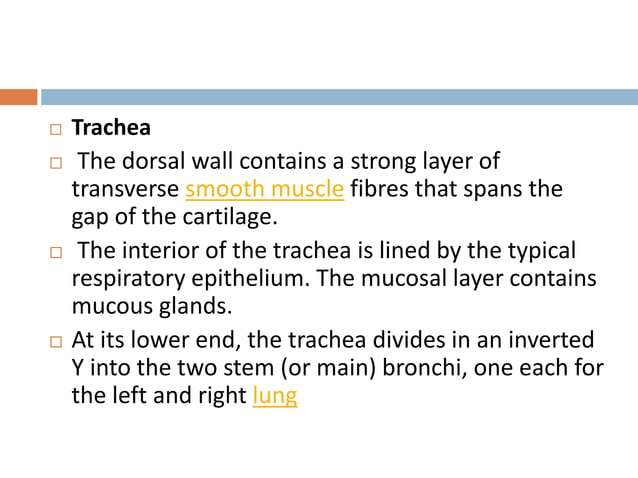 Trachea
The dorsal wall contains a strong layer of
transverse smooth muscle fibres that spans the
gap of the cartilage.
The interior of the trachea is lined by the typical
respiratory epithelium. The mucosal layer contains
mucous glands.
At its lower end, the trachea divides in an inverted
Y into the two stem (or main) bronchi, one each for
the left and right lung